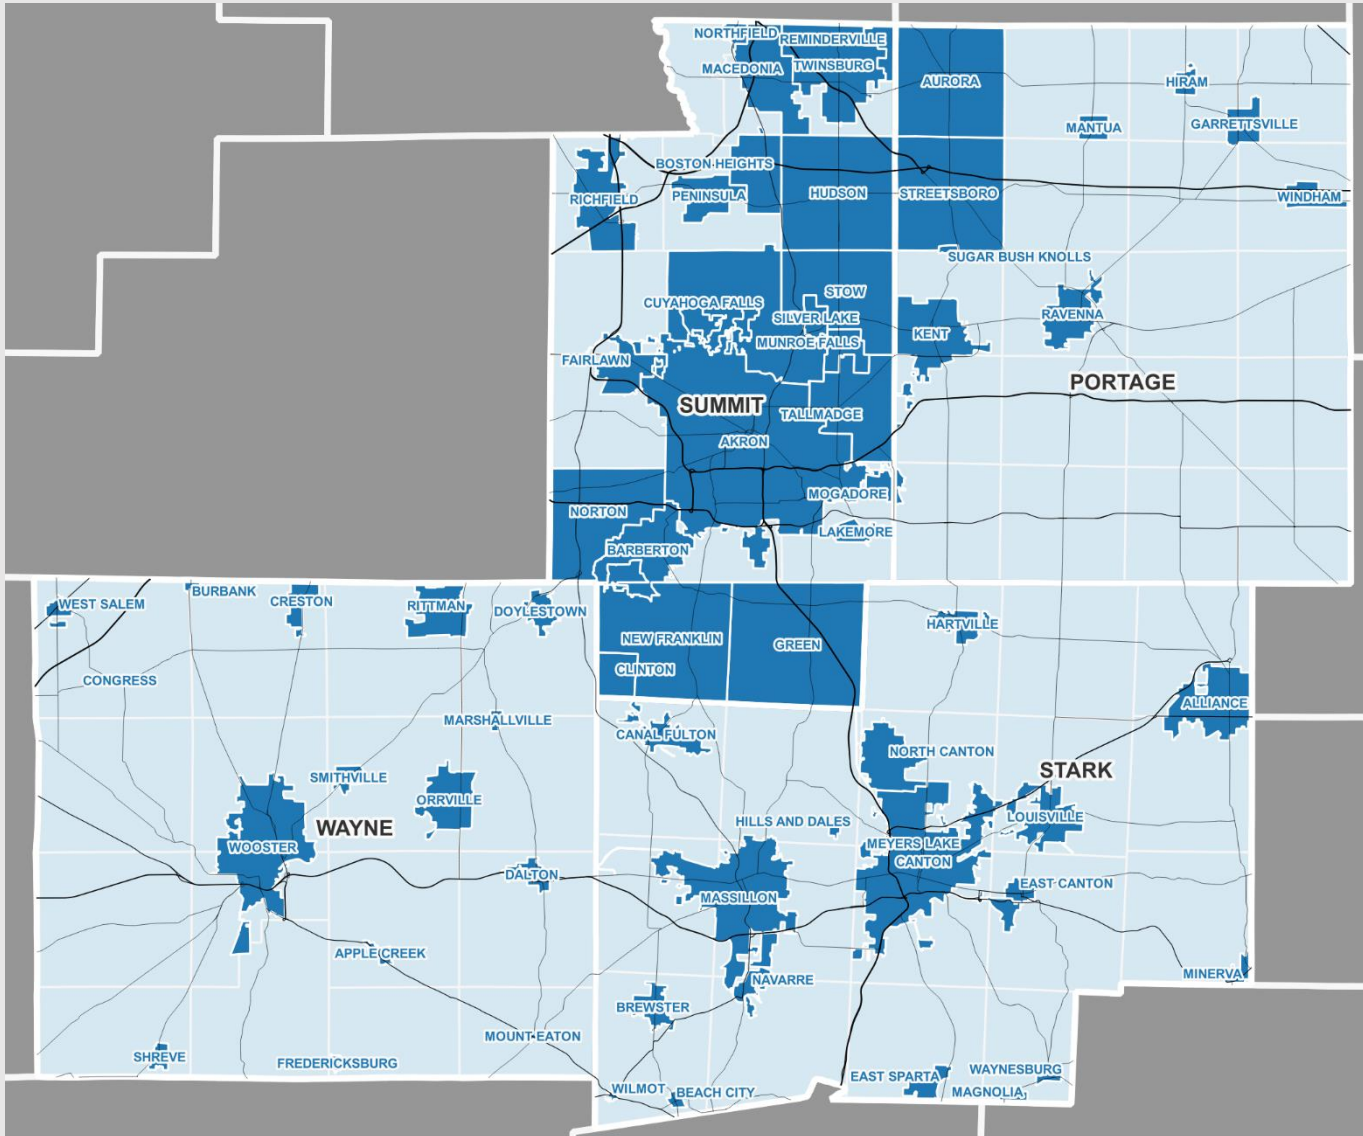 NORTHFIELD
REMINDERVILLE
MACEDONIA
TWINSBURG
AURORA
HIRAM
MANTUA
GARRETTSVILLE
BOSTON HEIGHTS
RICHFIELD
PENINSULA
HUDSON
STREETSBORO
WINDHAM
SUGAR BUSH KNOLLS
STOW
CUYAHOGA FALLS
SILVER LAKE
RAVENNA
KENT
MUNROE FALLS
FAIRLAWN
PORTAGE
SUMMIT
TALLMADGE
AKRON
MOGADORE
NORTON
LAKEMORE
BARBERTON
BURBANK
WEST SALEM
CRESTON
RITTMAN
DOYLESTOWN
HARTVILLE
NEW FRANKLIN
GREEN
CLINTON
CONGRESS
ALLIANCE
MARSHALLVILLE
CANAL FULTON
NORTH CANTON
STARK
SMITHVILLE
ORRVILLE
LOUISVILLE
HILLS AND DALES
WAYNE
WOOSTER
MEYERS LAKE
CANTON
DALTON
EAST CANTON
MASSILLON
APPLE CREEK
MINERVA
NAVARRE
BREWSTER
MOUNT EATON
SHREVE
FREDERICKSBURG
WAYNESBURG
EAST SPARTA
WILMOT
BEACH CITY
MAGNOLIA